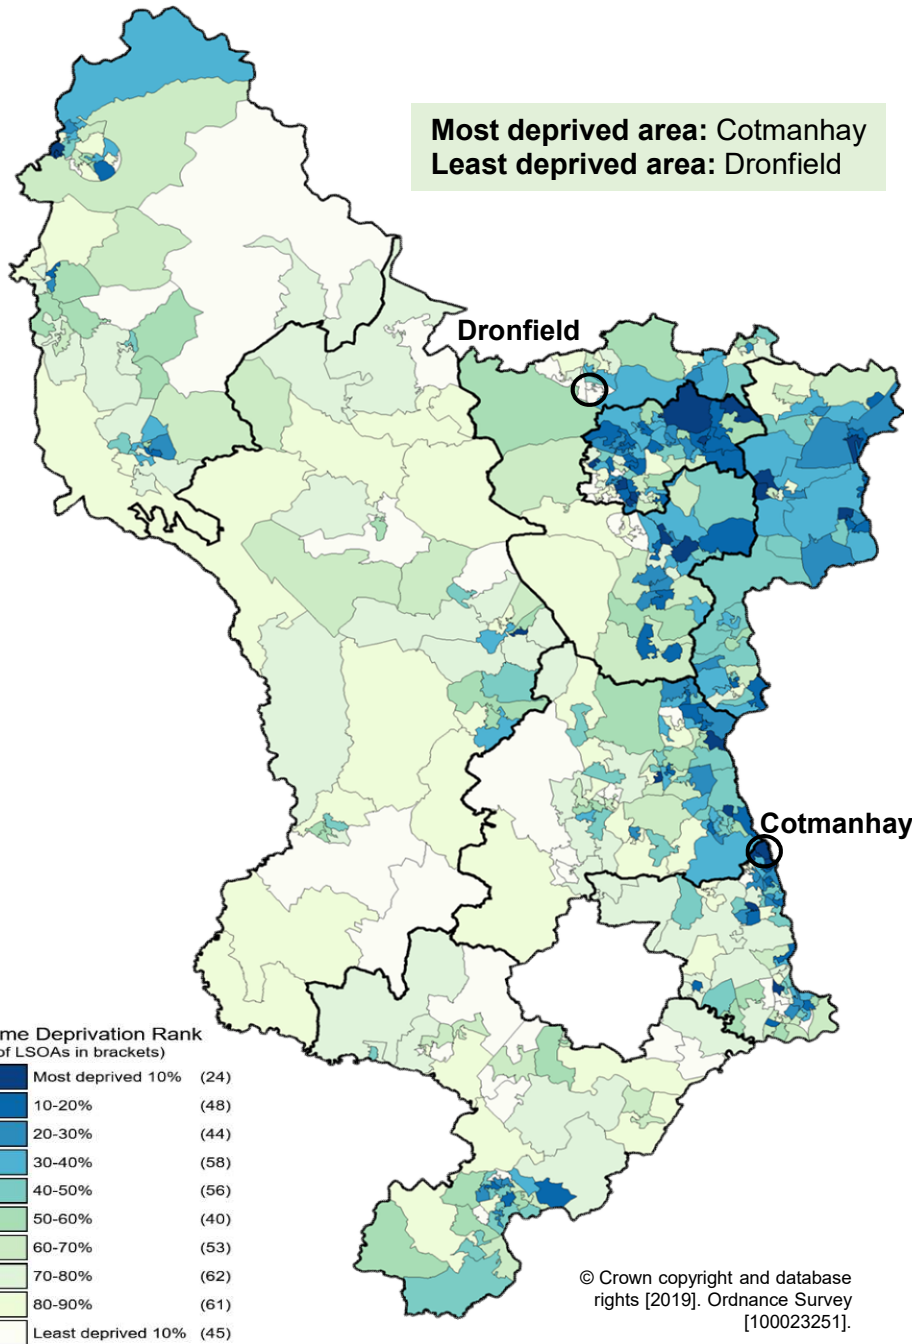 Most deprived area: Cotmanhay
Least deprived area: Dronfield
Dronfield
Cotmanhay
me Deprivation Rank
of LSOAs in brackets)
Most deprived 10% (24)
10-20% (48)
20-30% (44)
30-40% (58)
40-50% (56)
50-60% (40)
60-70% (53)
70-80% (62)
80-90% (61)
Least deprived 10% (45)
© Crown copyright and database
rights [2019]. Ordnance Survey
[100023251].